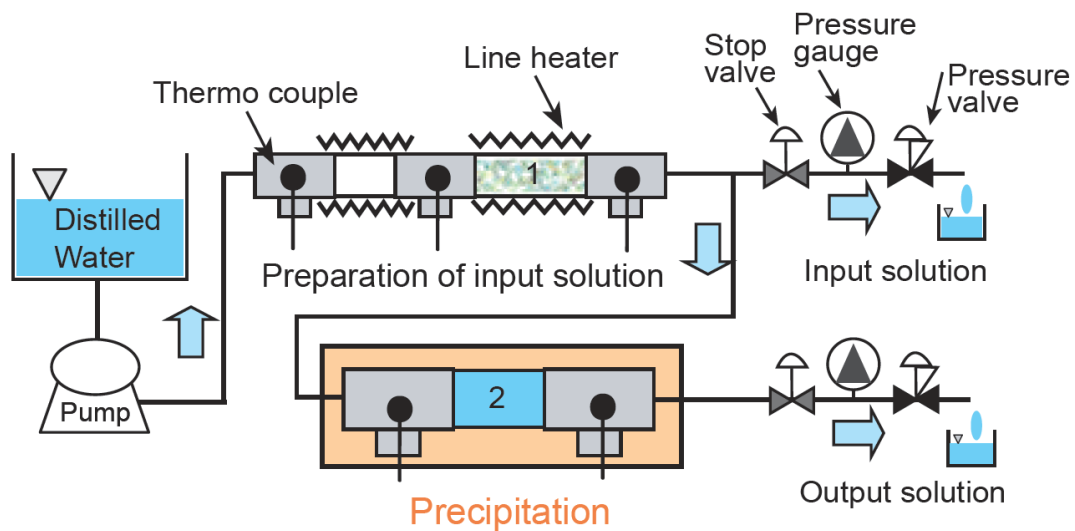 Stop
valve
Pressure
gauge
Pressure
valve
Line heater
Thermo couple
1
Distilled
Water
Preparation of input solution
Input solution
Pump
2
Output solution
Precipitation